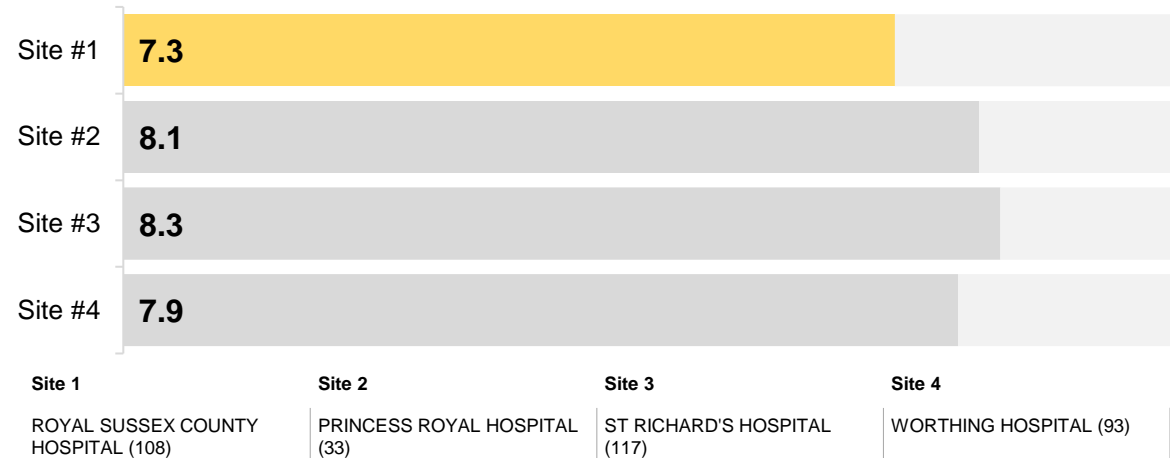 Site #1
7.3
Site #2
8.1
Site #3
8.3
Site #4
7.9
Site 1
Site 2
Site 3
Site 4
ROYAL SUSSEX COUNTY
HOSPITAL (108)
PRINCESS ROYAL HOSPITAL
(33)
ST RICHARD'S HOSPITAL
(117)
WORTHING HOSPITAL (93)